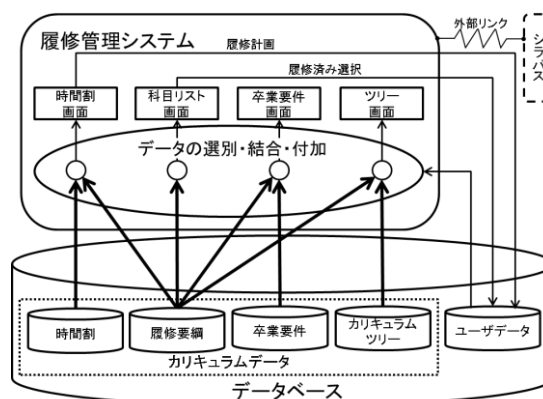 外部リンク
シラバス
履修管理システム
履修計画
履修済み選択
時間割
画面
科目リスト
画面
卒業要件
画面
ツリー
画面
データの選別・結合・付加
時間割
履修要綱
卒業要件
カリキュラム
ツリー
ユーザデータ
カリキュラムデータ
データベース